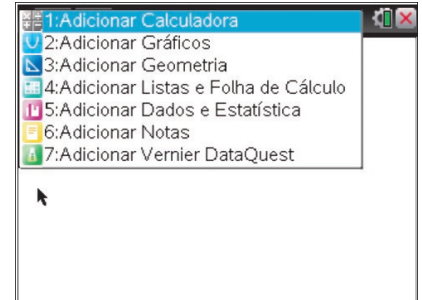 1:Adicionar Calculadora
2:Adicionar Gráficos
3:Adicionar Geometria
4:Adicionar Listas e Folha de Cálculo
5:Adicionar Dados e Estatística
6:Adicionar Notas
7:Adicionar Vernier DataQuest